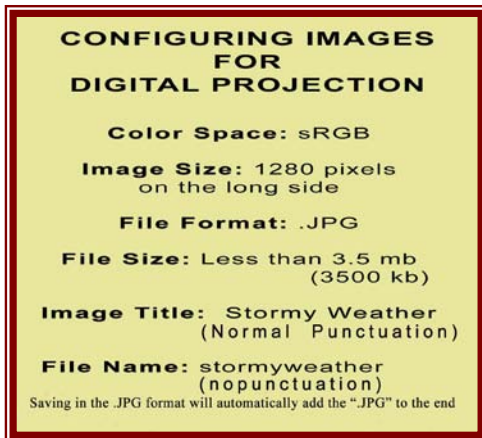 CONFIGURING IMAGES
FOR
DIGITAL PROJECTION
Color Space: sRGB
Image Size: 1280 pixels
on the long side
File Format: .JPG
File Size: Less than 3.5 mb
(3500 kb)
Image Title: Stormy Weather
(Normal Punctuation)
File Name: stormyweather
(nopunctuation)
Saving in the .JPG format will automatically add the “.JPG” to the end